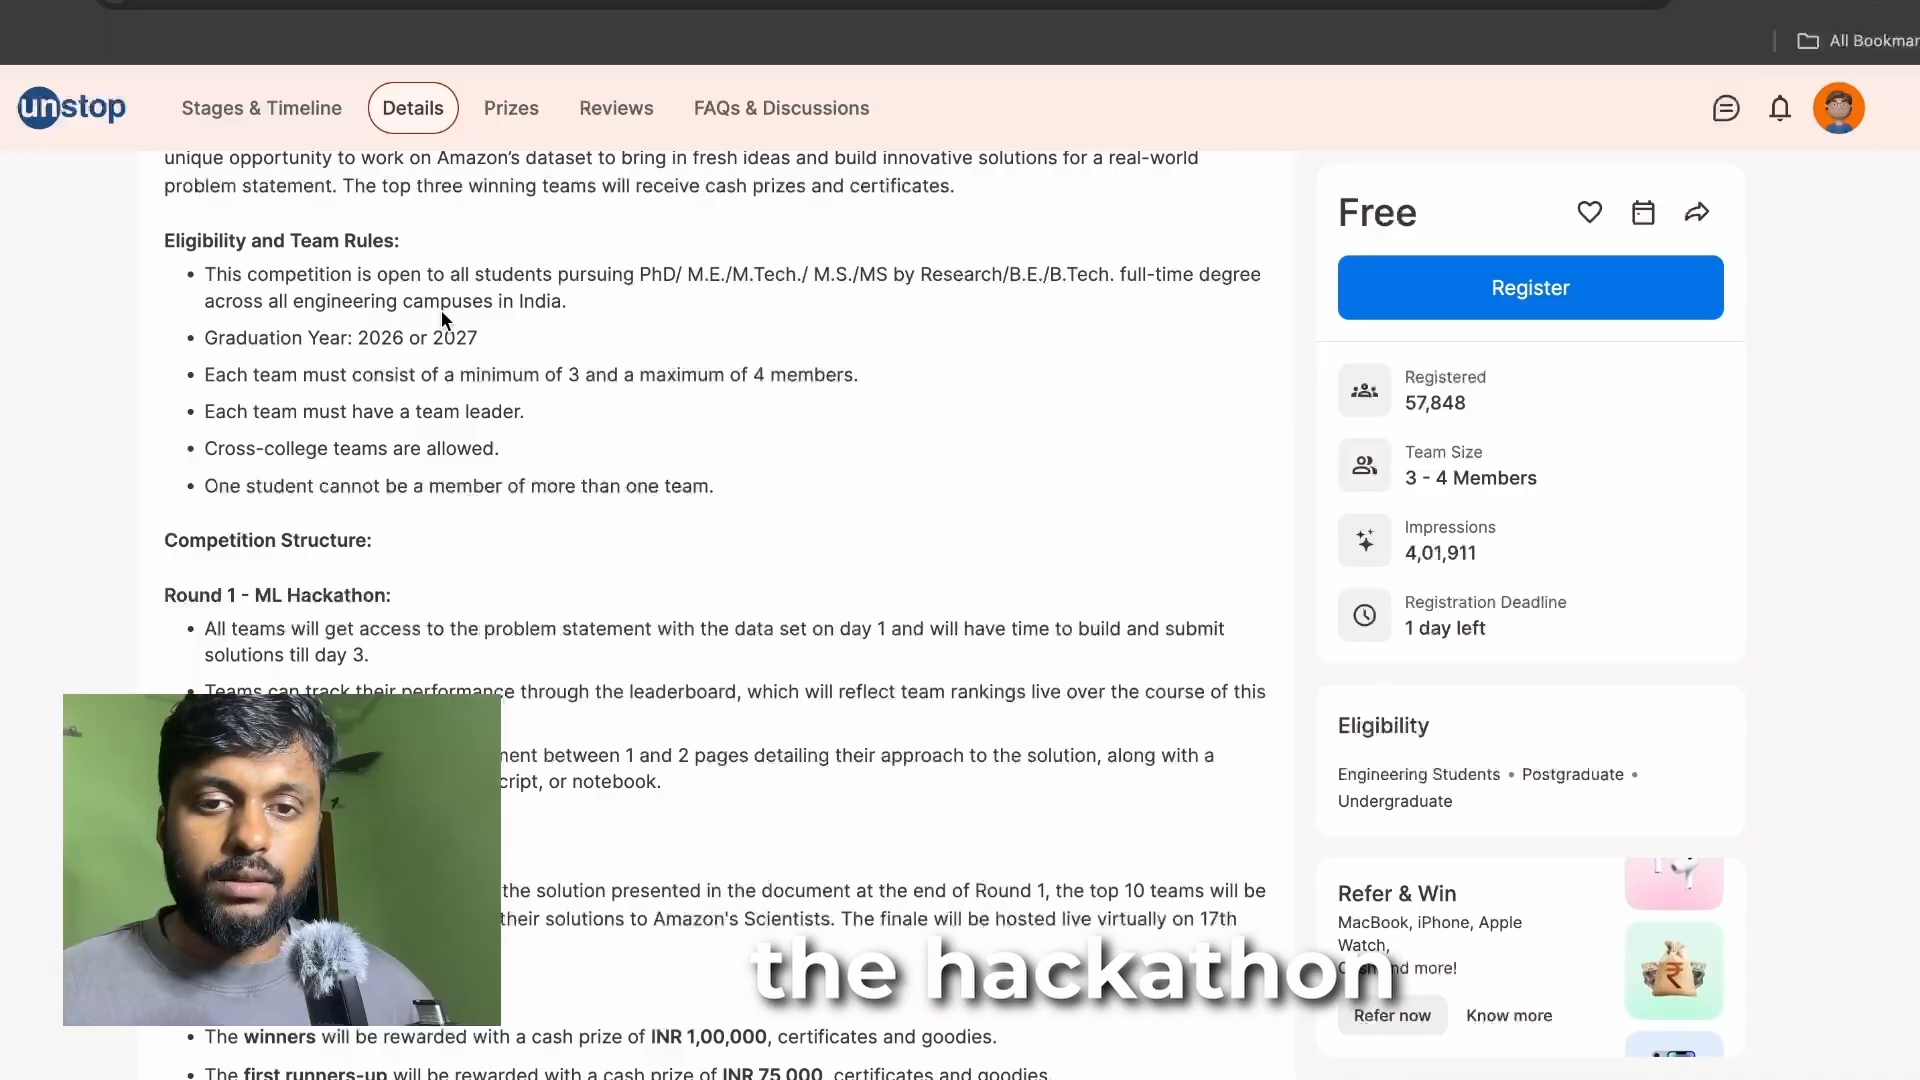 All Bookmar
unstop
Stages & Timeline
Details
Prizes
Reviews
FAQs & Discussions
unique opportunity to work on Amazon's dataset to bring in fresh ideas and build innovative solutions for a real-world
problem statement. The top three winning teams will receive cash prizes and certificates.
Eligibility and Team Rules:
• This competition is open to all students pursuing PhD/ M.E./M.Tech./ M.S./MS by Research/B.E./B.Tech. full-time degree
across all engineering campuses in India.
• Graduation Year: 2026 or 2027
• Each team must consist of a minimum of 3 and a maximum of 4 members.
• Each team must have a team leader.
• Cross-college teams are allowed.
• One student cannot be a member of more than one team.
Competition Structure:
Round 1 - ML Hackathon:
• All teams will get access to the problem statement with the data set on day 1 and will have time to build and submit
solutions till day 3.
• Teams can track their performance through the leaderboard, which will reflect team rankings live over the course of this
between 1 and 2 pages detailing their approach to the solution, along with a
or notebook.
the solution presented in the document at the end of Round 1, the top 10 teams will be
their solutions to Amazon's Scientists. The finale will be hosted live virtually on 17th
• The winners will be rewarded with a cash prize of INR 1,00,000, certificates and goodies.
• The first runners-up will be rewarded with a cash prize of INR 75,000, certificates and goodies.
the hackathon
Free
Register
Registered
57,848
Team Size
3 - 4 Members
Impressions
4,01,911
Registration Deadline
1 day left
Eligibility
Engineering Students • Postgraduate •
Undergraduate
Refer & Win
MacBook, iPhone, Apple
Watch,
and more!
Refer now
Know more